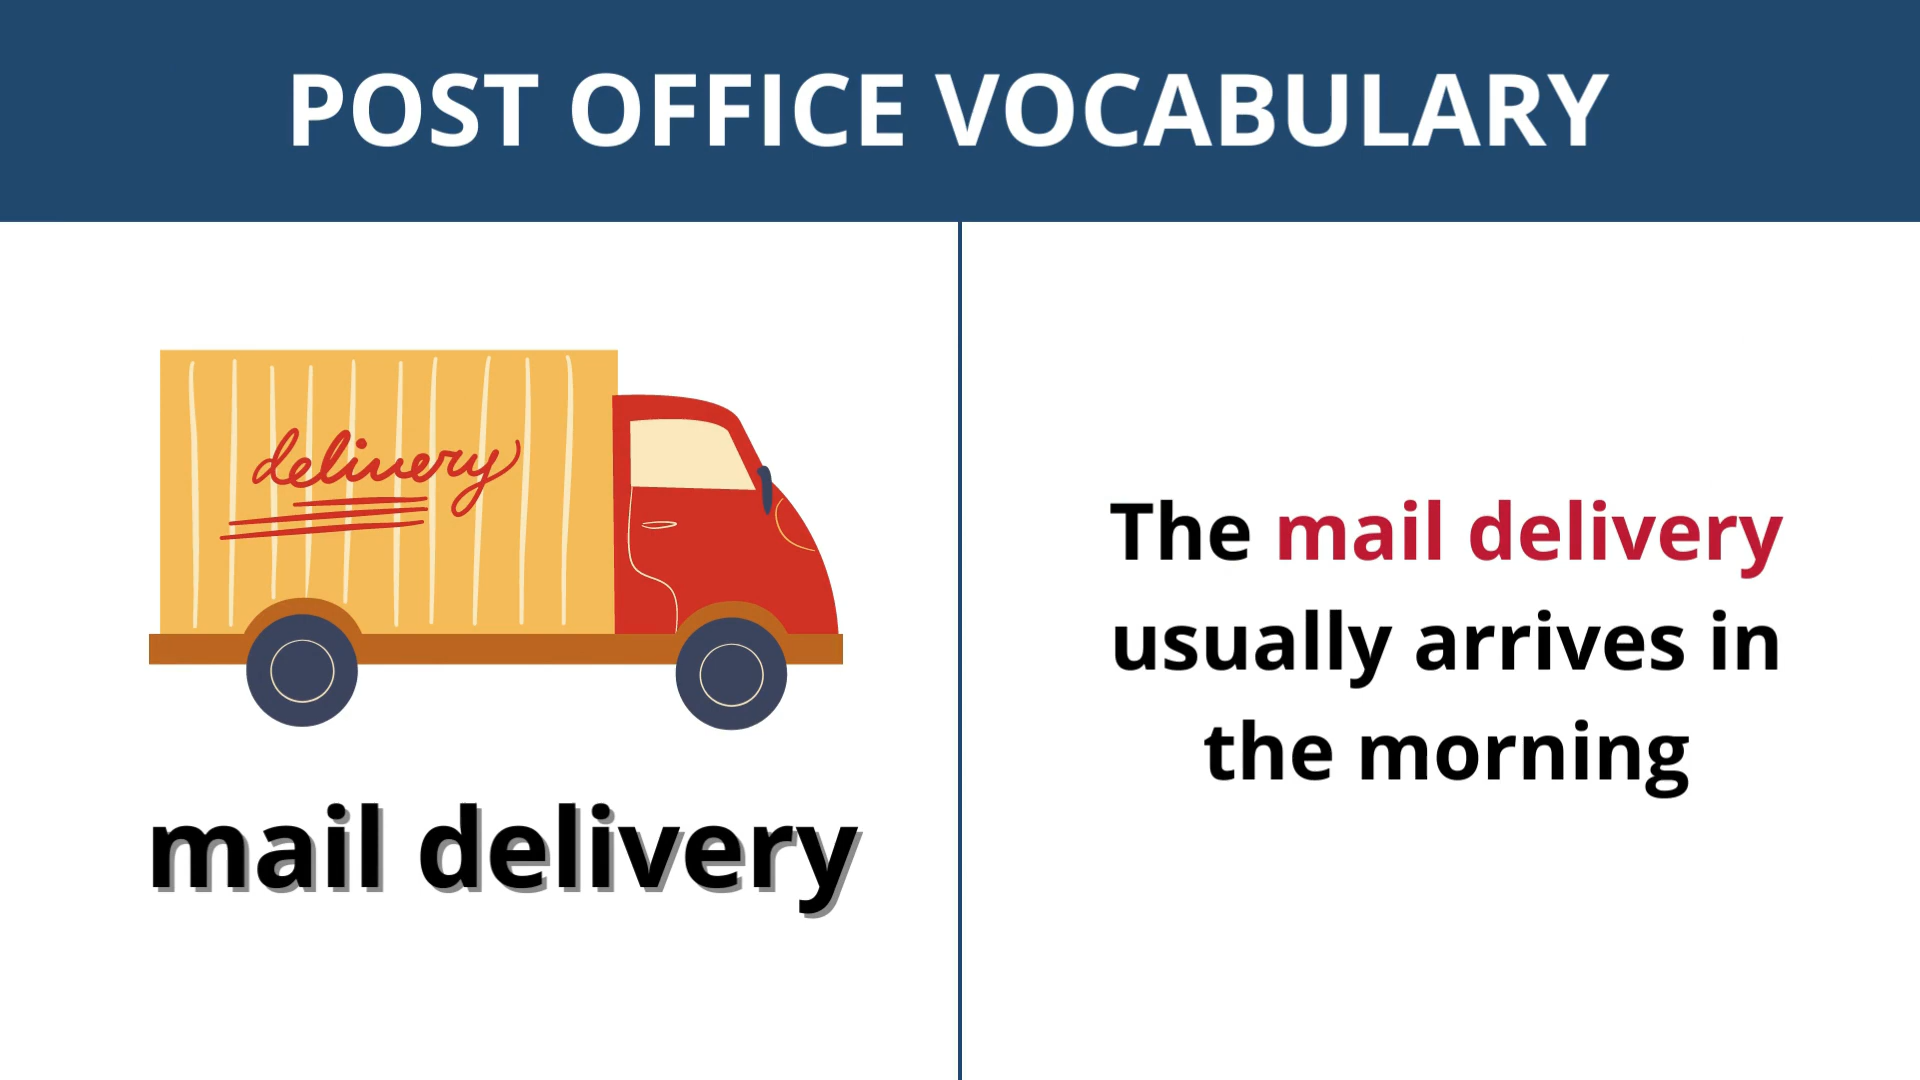 POST OFFICE VOCABULARY
delivery
mail delivery
The mail delivery
usually arrives in
the morning